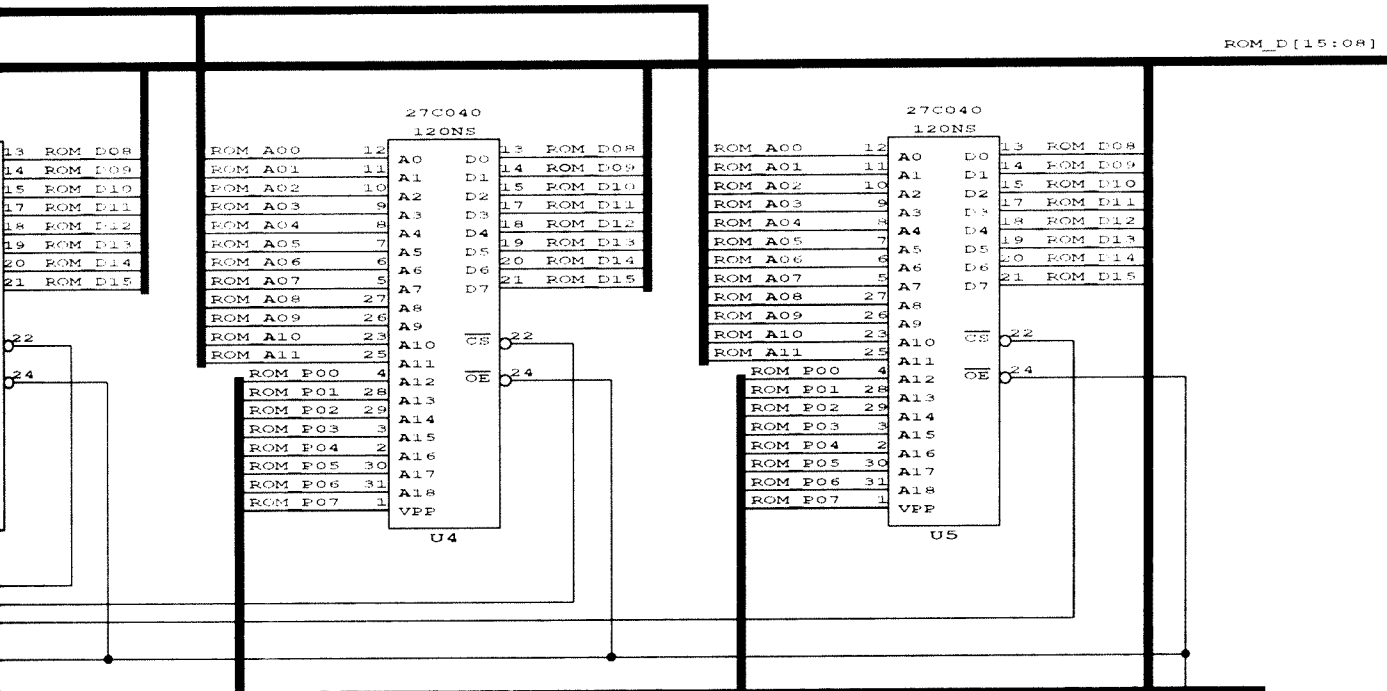 ROM_D[15:08]
13 ROM D08
14 ROM D09
15 ROM D10
17 ROM D11
18 ROM D12
19 ROM D13
20 ROM D14
21 ROM D15
22
24
27C040
120NS
ROM A00 12 A0 D0 13 ROM D08
ROM A01 11 A1 D1 14 ROM D09
ROM A02 10 A2 D2 15 ROM D10
ROM A03 9 A3 D3 17 ROM D11
ROM A04 8 A4 D4 18 ROM D12
ROM A05 7 A5 D5 19 ROM D13
ROM A06 6 A6 D6 20 ROM D14
ROM A07 5 A7 D7 21 ROM D15
ROM A08 27 A8
ROM A09 26 A9
ROM A10 23 A10 CS 22
ROM A11 25 A11
ROM P00 4 A12 OE 24
ROM P01 28 A13
ROM P02 29 A14
ROM P03 3 A15
ROM P04 2 A16
ROM P05 30 A17
ROM P06 31 A18
ROM P07 1 VPP
U4
27C040
120NS
ROM A00 12 A0 D0 13 ROM D08
ROM A01 11 A1 D1 14 ROM D09
ROM A02 10 A2 D2 15 ROM D10
ROM A03 9 A3 D3 17 ROM D11
ROM A04 8 A4 D4 18 ROM D12
ROM A05 7 A5 D5 19 ROM D13
ROM A06 6 A6 D6 20 ROM D14
ROM A07 5 A7 D7 21 ROM D15
ROM A08 27 A8
ROM A09 26 A9
ROM A10 23 A10 CS 22
ROM A11 25 A11
ROM P00 4 A12 OE 24
ROM P01 28 A13
ROM P02 29 A14
ROM P03 3 A15
ROM P04 2 A16
ROM P05 30 A17
ROM P06 31 A18
ROM P07 1 VPP
U5